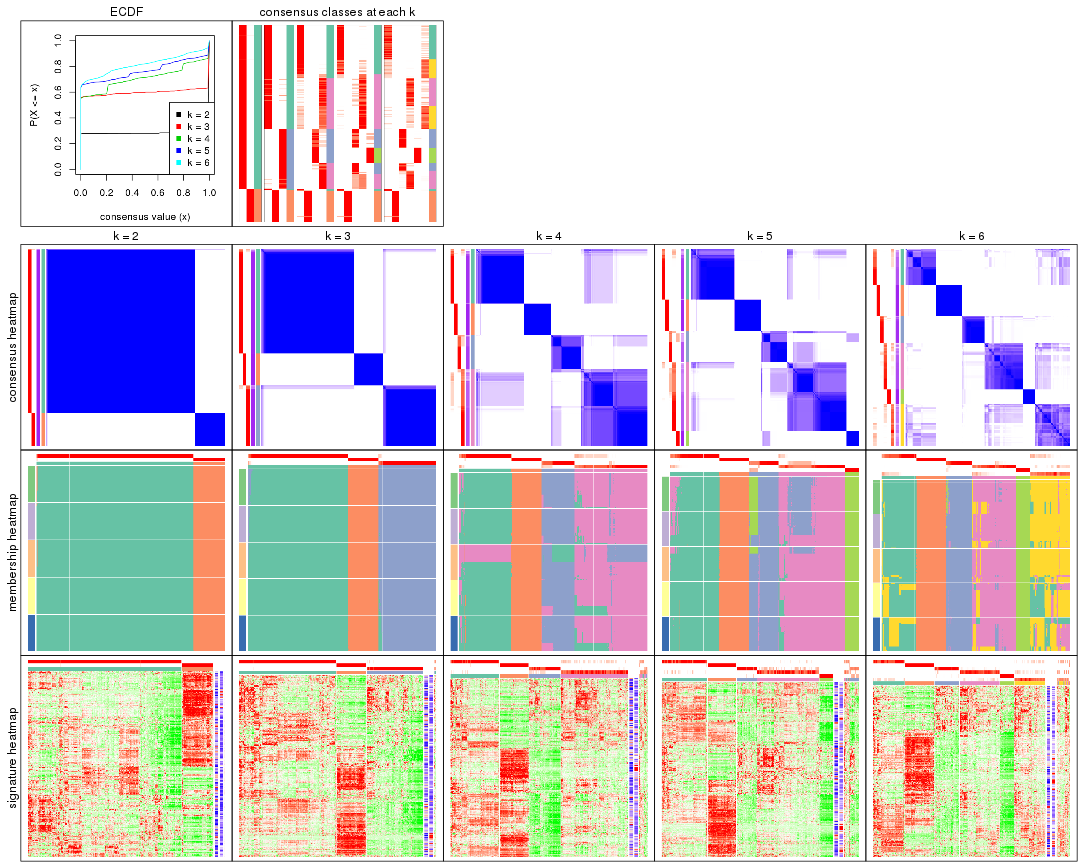 ECDF
consensus classes at each k
P(X <= x)
1.0
0.8
0.6
0.4
0.2
0.0
k = 2
k = 3
k = 4
k = 5
k = 6
0.0 0.2 0.4 0.6 0.8 1.0
consensus value (x)
k = 2
k = 3
k = 4
k = 5
k = 6
consensus heatmap
membership heatmap
signature heatmap